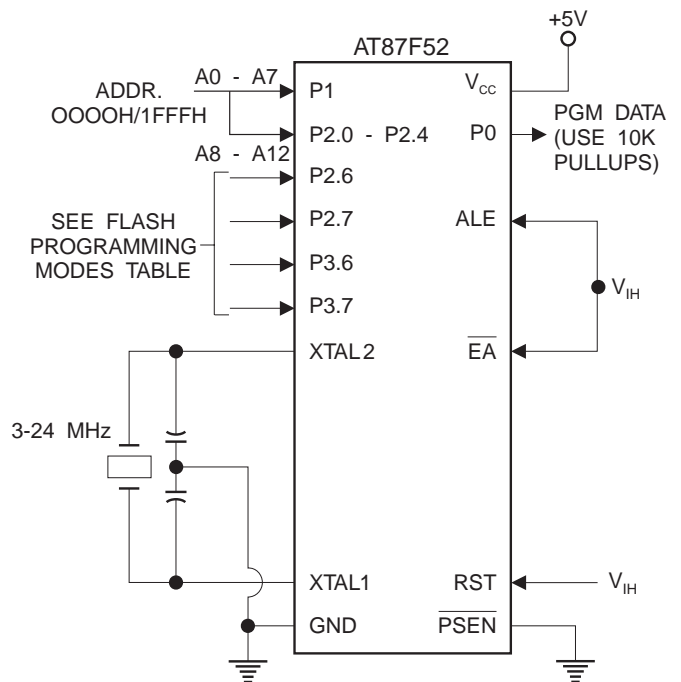 AT87F52
+5V
ADDR.
OOOOH/1FFFH
A0 - A7
A8 - A12
P1
P2.0 - P2.4
P2.6
P2.7
P3.6
P3.7
XTAL2
XTAL1
GND
VCC
P0
ALE
EA
RST
PSEN
PGM DATA
(USE 10K
PULLUPS)
VIH
VIH
SEE FLASH
PROGRAMMING
MODES TABLE
3-24 MHz